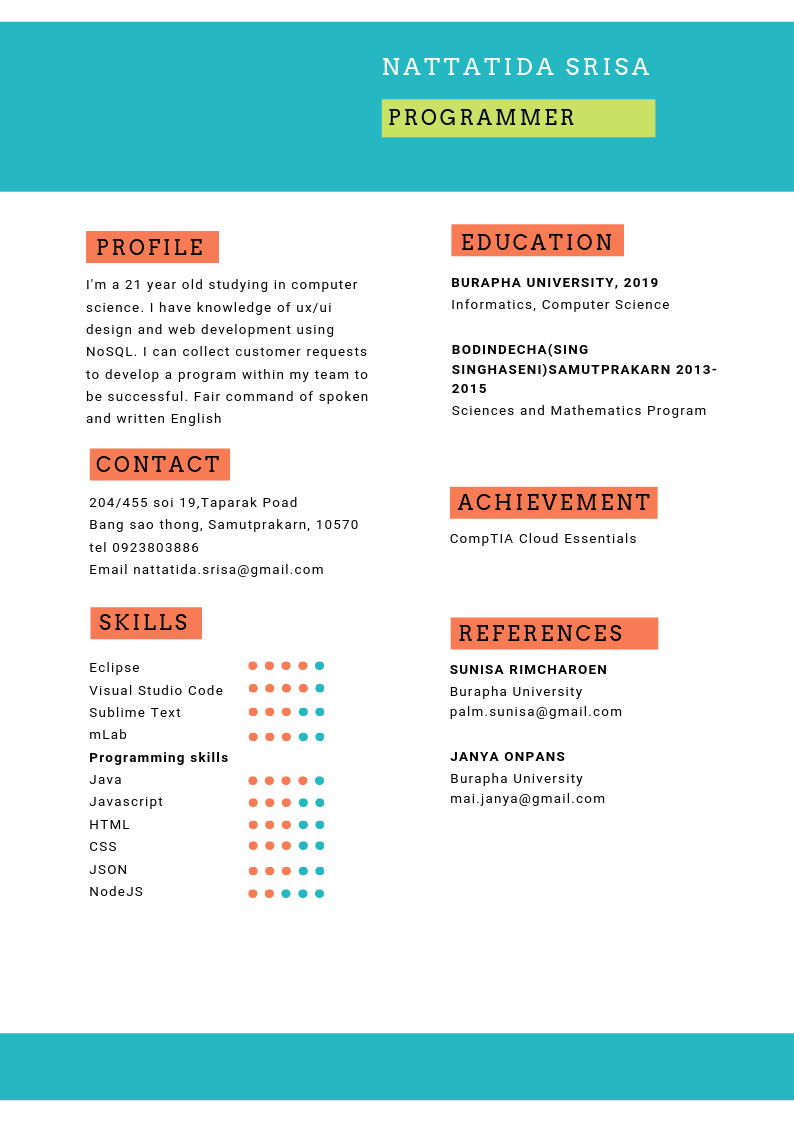 NATTATIDA SRISA
PROGRAMMER
PROFILE
I'm a 21 year old studying in computer
science. I have knowledge of ux/ui
design and web development using
NoSQL. I can collect customer requests
to develop a program within my team to
be successful. Fair command of spoken
and written English
CONTACT
204/455 soi 19,Taparak Poad
Bang sao thong, Samutprakarn, 10570
tel 0923803886
Email nattatida.srisa@gmail.com
SKILLS
Eclipse
Visual Studio Code
Sublime Text
mLab
Programming skills
Java
Javascript
HTML
CSS
JSON
NodeJS
EDUCATION
BURAPHA UNIVERSITY, 2019
Informatics, Computer Science
BODINDECHA(SING
SINGHASENI)SAMUTPRAKARN 2013-
2015
Sciences and Mathematics Program
ACHIEVEMENT
CompTIA Cloud Essentials
REFERENCES
SUNISA RIMCHAROEN
Burapha University
palm.sunisa@gmail.com
JANYA ONPANS
Burapha University
mai.janya@gmail.com